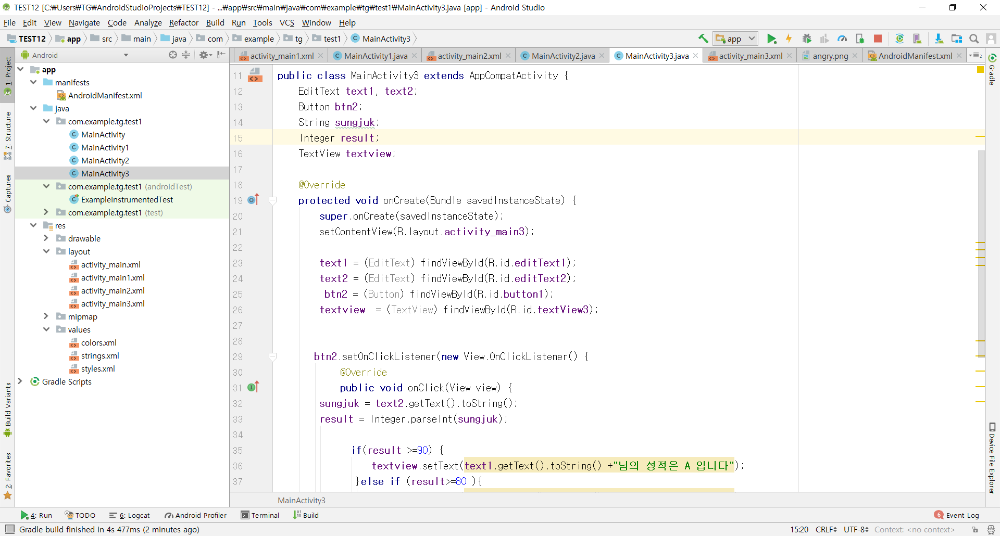 TEST12 [C:₩Users₩TG₩AndroidStudioProjects₩TEST12] - ...₩app₩src₩main₩java₩com₩example₩tg₩test1₩MainActivity3.java [app] - Android Studio
File Edit View Navigate Code Analyze Refactor Build Run Tools VCS Window Help
TEST12 app src main java com example tg test1 MainActivity3
app
Android
activity_main1.xml MainActivity1.java activity_main2.xml MainActivity2.java MainActivity3.java activity_main3.xml angry.png AndroidManifest.xml
1: Project
7: Structure
Captures
Build Variants
2: Favorites
app
manifests
AndroidManifest.xml
java
com.example.tg.test1
MainActivity
MainActivity1
MainActivity2
MainActivity3
com.example.tg.test1 (androidTest)
ExampleInstrumentedTest
com.example.tg.test1 (test)
res
drawable
layout
activity_main.xml
activity_main1.xml
activity_main2.xml
activity_main3.xml
mipmap
values
colors.xml
strings.xml
styles.xml
Gradle Scripts
11 public class MainActivity3 extends AppCompatActivity {
12 EditText text1, text2;
13 Button btn2;
14 String sungjuk;
15 Integer result;
16 TextView textview;
17
18 @Override
19 protected void onCreate(Bundle savedInstanceState) {
20 super.onCreate(savedInstanceState);
21 setContentView(R.layout.activity_main3);
22
23 text1 = (EditText) findViewById(R.id.editText1);
24 text2 = (EditText) findViewById(R.id.editText2);
25 btn2 = (Button) findViewById(R.id.button1);
26 textview = (TextView) findViewById(R.id.textView3);
27
28
29 btn2.setOnClickListener(new View.OnClickListener() {
30 @Override
31 public void onClick(View view) {
32 sungjuk = text2.getText().toString();
33 result = Integer.parseInt(sungjuk);
34
35 if(result >=90) {
36 textview.setText(text1.getText().toString() +"님의 성적은 A 입니다");
37 }else if (result>=80 ){
MainActivity3
Gradle
Device File Explorer
4: Run TODO 6: Logcat Android Profiler Terminal Build 6 Event Log
Gradle build finished in 4s 477ms (2 minutes ago) 15:20 CRLF UTF-8 Context: <no context>